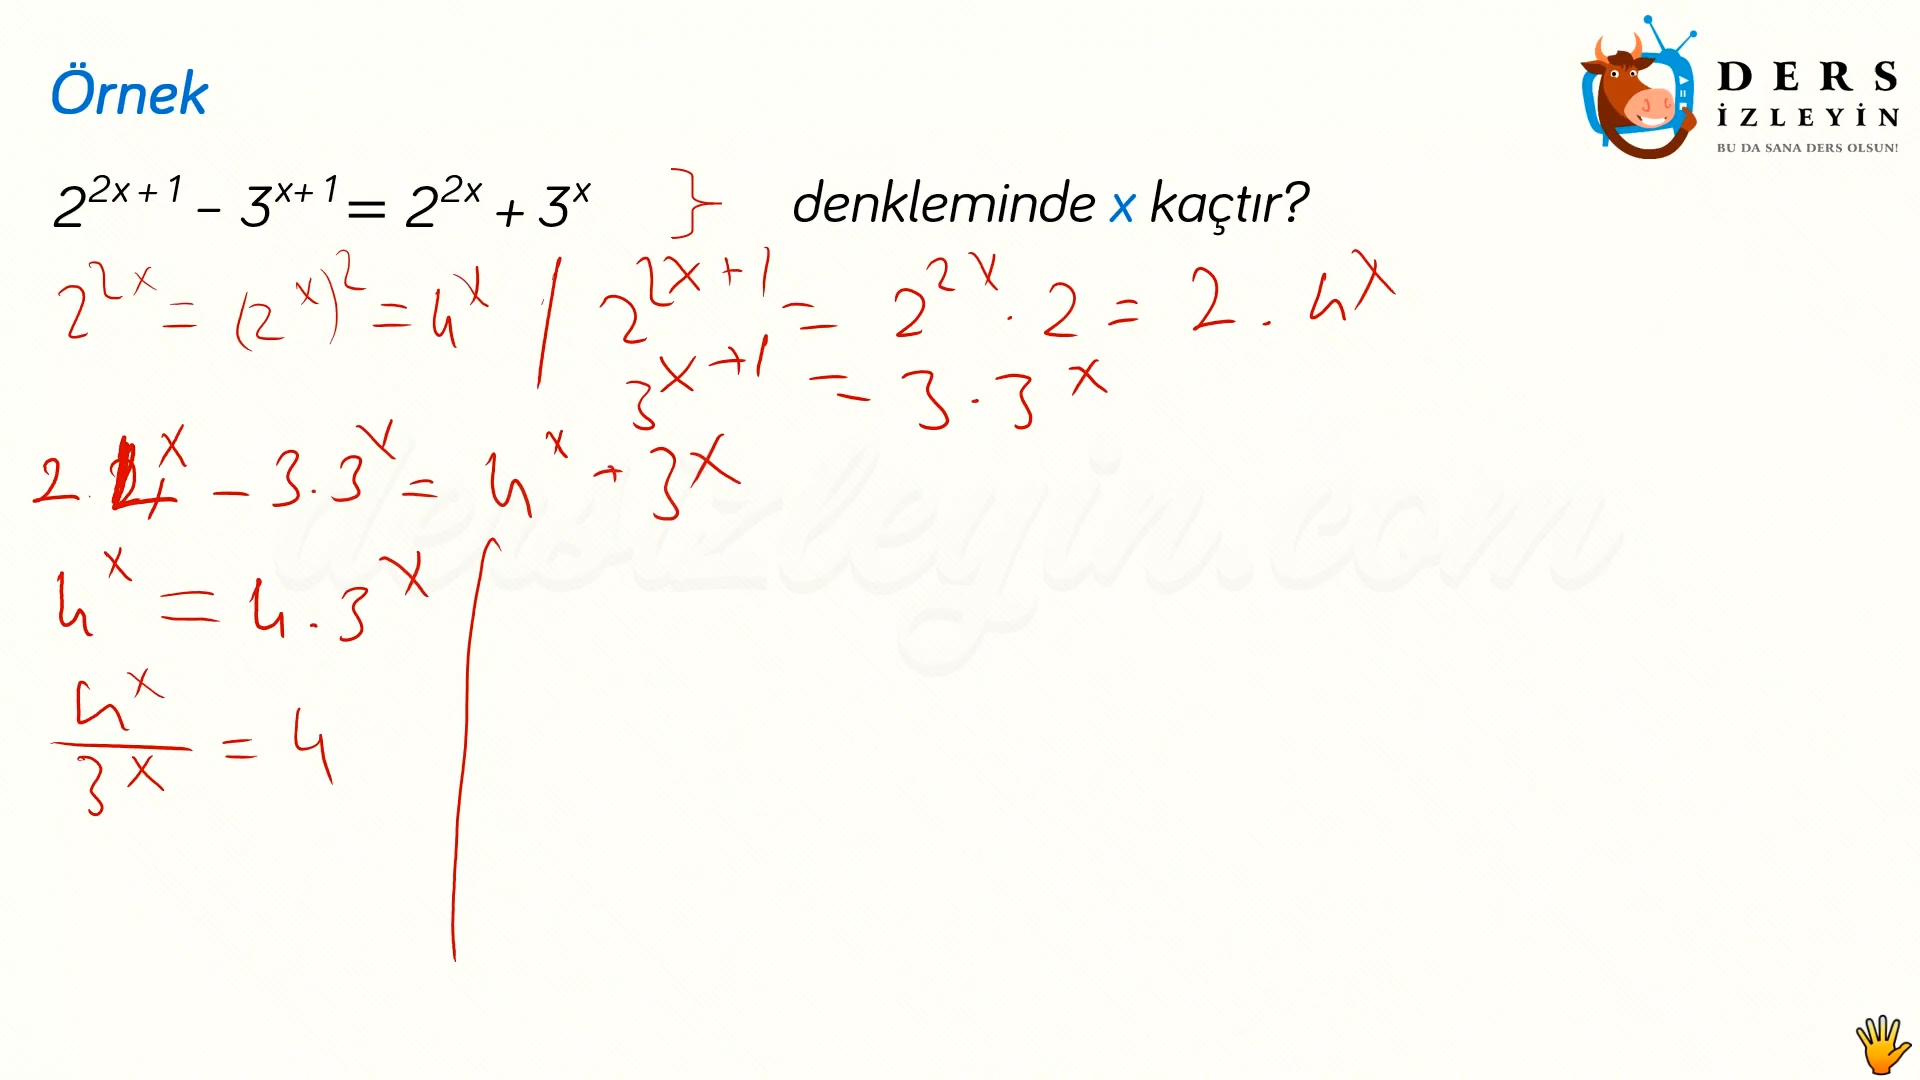 Örnek
DERS
İZLEYİN
BU DA SANA DERS OLSUN!
2^{2x+1} - 3^{x+1} = 2^{2x} + 3^x } denkleminde x kaçtır?
2^{2x} = (2^x)^2 = 4^x / 2^{2x+1} = 2^{2x} · 2 = 2 . 4^x
3^{x+1} = 3 . 3^x
2 . 4^x - 3 . 3^x = 4^x + 3^x
4^x = 4 . 3^x
4^x / 3^x = 4
dersizleyin.com